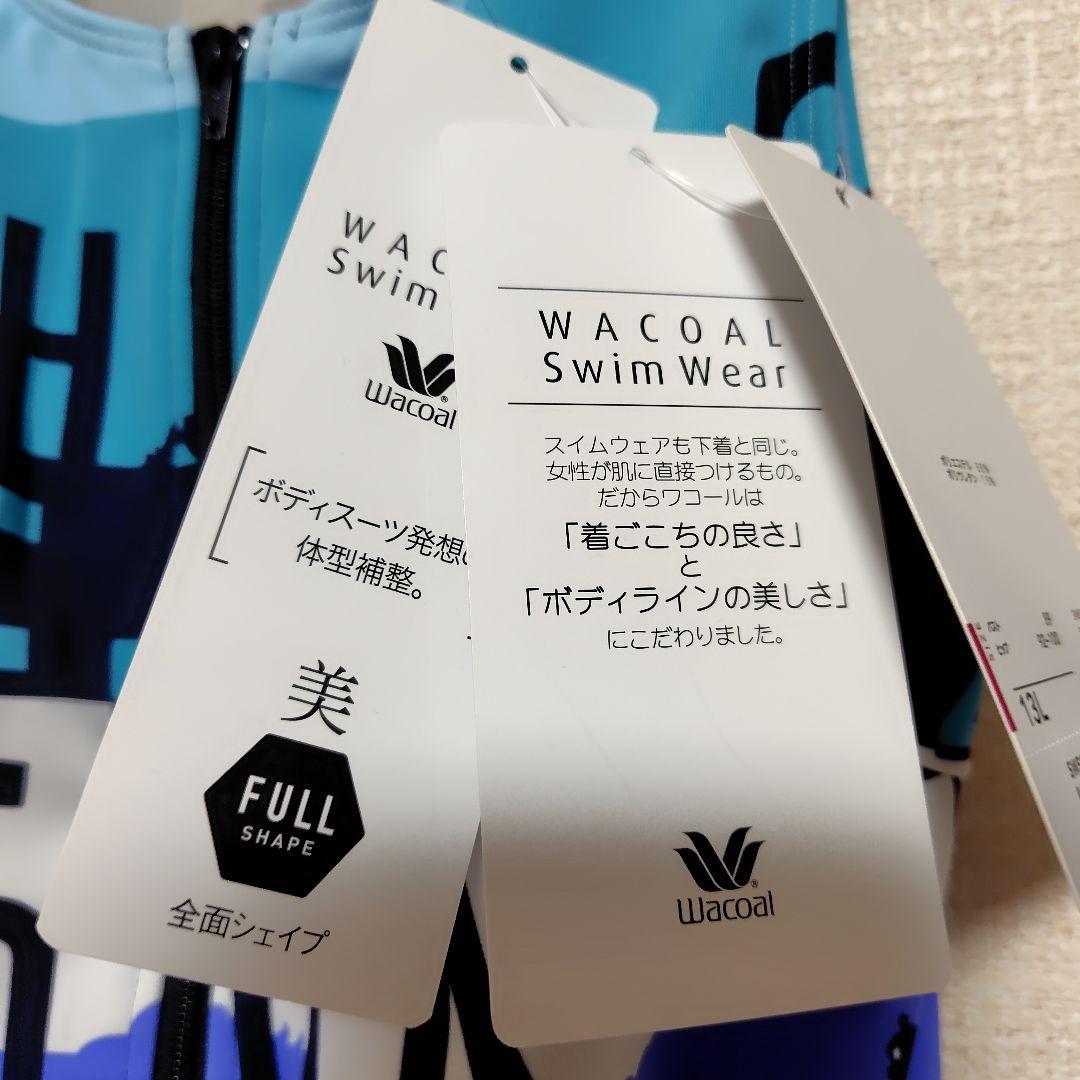 WAC
Swim
Wacoal
ボディスーツ発想の
体型補整。
美
FULL
SHAPE
全面シェイプ
WACOAL
Swim Wear
スイムウェアも下着と同じ。
女性が肌に直接つけるもの。
だからワコールは
「着ごこちの良さ」
と
「ボディラインの美しさ」
にこだわりました。
Wacoal
13L